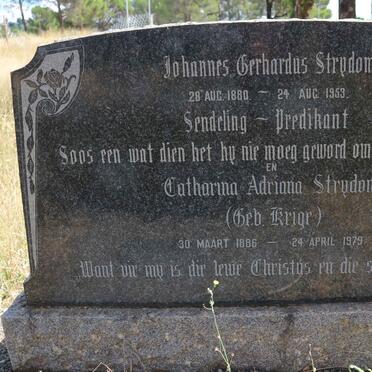 Johannes Gerhardus Strydom
28 AUG. 1880 ~ 24 AUG. 1953.
Sendeling ~ Predikant
Soos een wat dien het hy nie moeg geword om
EN
Catharina Adriana Strydom
(Geb. Krige)
30 MAART 1886 ~ 24 APRIL 1979
„Want vir my is die lewe Christus en die s